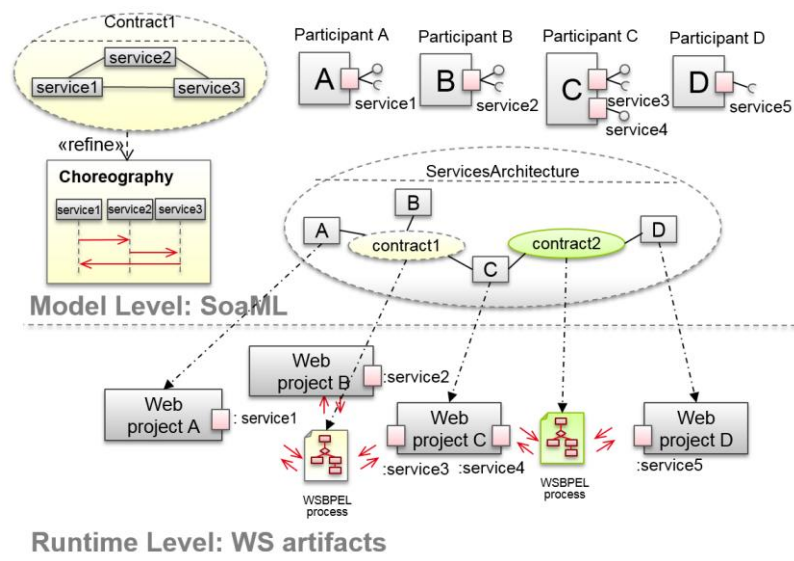 Contract1
service2
service1
service3
«refine»
Choreography
service1
service2
service3
Participant A
Participant B
Participant C
Participant D
A
B
C
D
service1
service2
service3
service4
service5
ServicesArchitecture
B
A
D
contract1
contract2
C
Model Level: SoaML
Web
project B
:service2
Web
project A
: service1
Web
project C
Web
project D
:service3
:service4
:service5
WSBPEL
process
WSBPEL
process
Runtime Level: WS artifacts